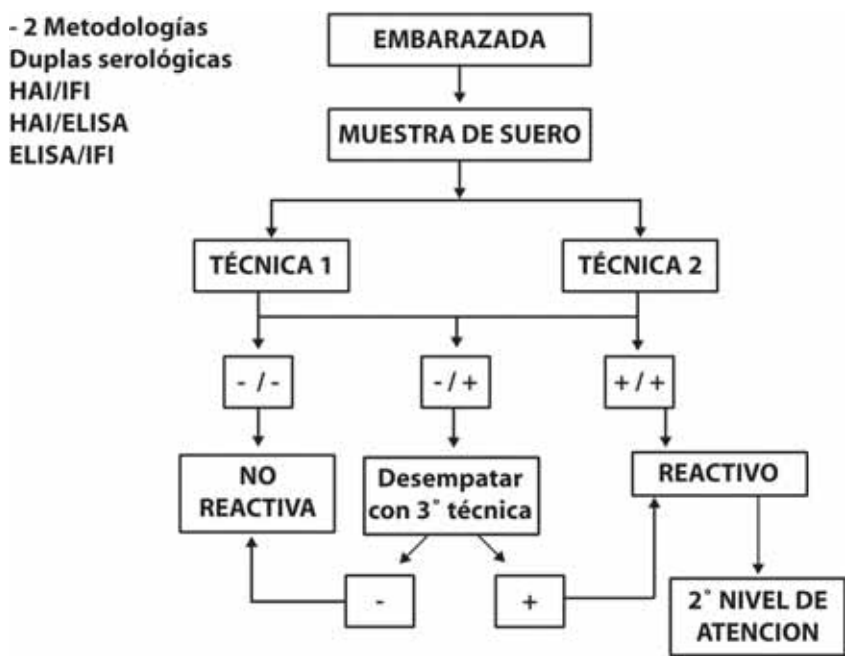 - 2 Metodologías
Duplas serológicas
HAI/IFI
HAI/ELISA
ELISA/IFI
EMBARAZADA
MUESTRA DE SUERO
TÉCNICA 1
TÉCNICA 2
- / -
- / +
+ / +
NO
REACTIVA
Desempatar
con 3˚ técnica
REACTIVO
-
+
2˚ NIVEL DE
ATENCION